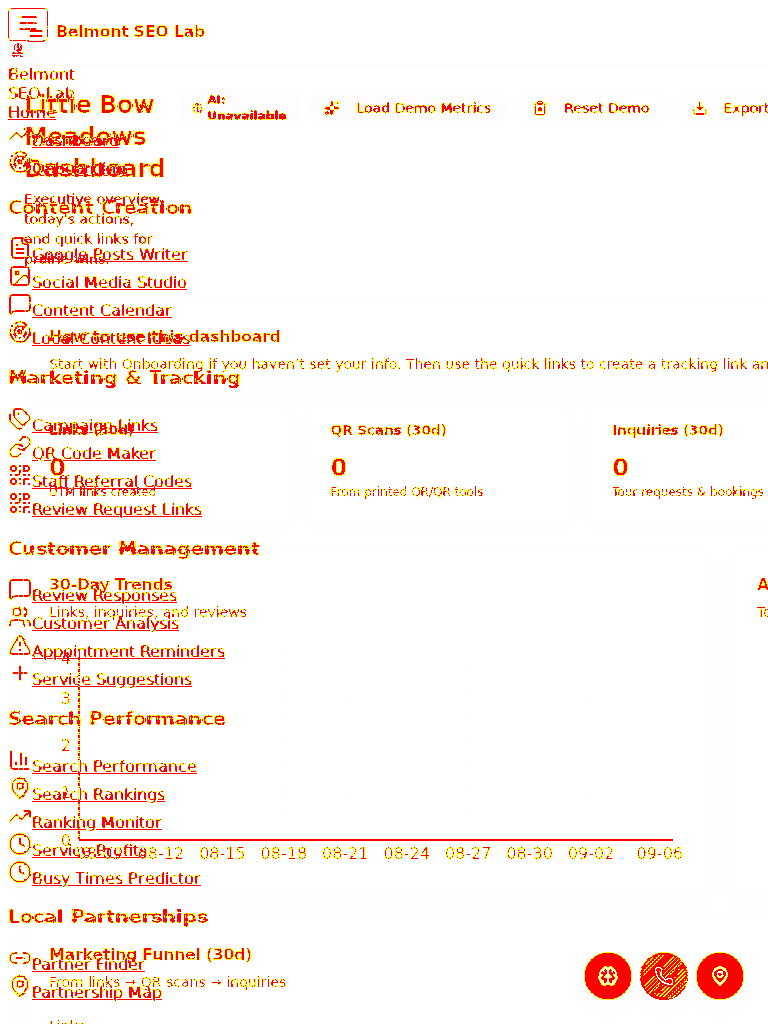 Belmont SEO Lab
Belmont
SEO Lab
Home
Little Bow
Meadows
Dashboard
AI:
Unavailable
Load Demo Metrics
Reset Demo
Export
Dashboard
Executive overview,
today's actions,
and quick links for
Content Creation
Google Posts Writer
Social Media Studio
Content Calendar
Local Content Ideas
How to use this dashboard
Start with Onboarding if you haven't set your info. Then use the quick links to create a tracking link an
Marketing & Tracking
Campaign Links
QR Code Maker
Staff Referral Codes
Review Request Links
Links (30d)
0
UTM links created
QR Scans (30d)
0
From printed QR/QR tools
Inquiries (30d)
0
Tour requests & bookings
Customer Management
Review Responses
Customer Analysis
Appointment Reminders
Service Suggestions
30-Day Trends
Links, inquiries, and reviews
A
To
4
3
2
1
0
08-12 08-15 08-18 08-21 08-24 08-27 08-30 09-02 09-06
Search Performance
Search Performance
Search Rankings
Ranking Monitor
Service Profits
Busy Times Predictor
Local Partnerships
Partner Finder
Partnership Map
Marketing Funnel (30d)
From links → QR scans → inquiries
Links